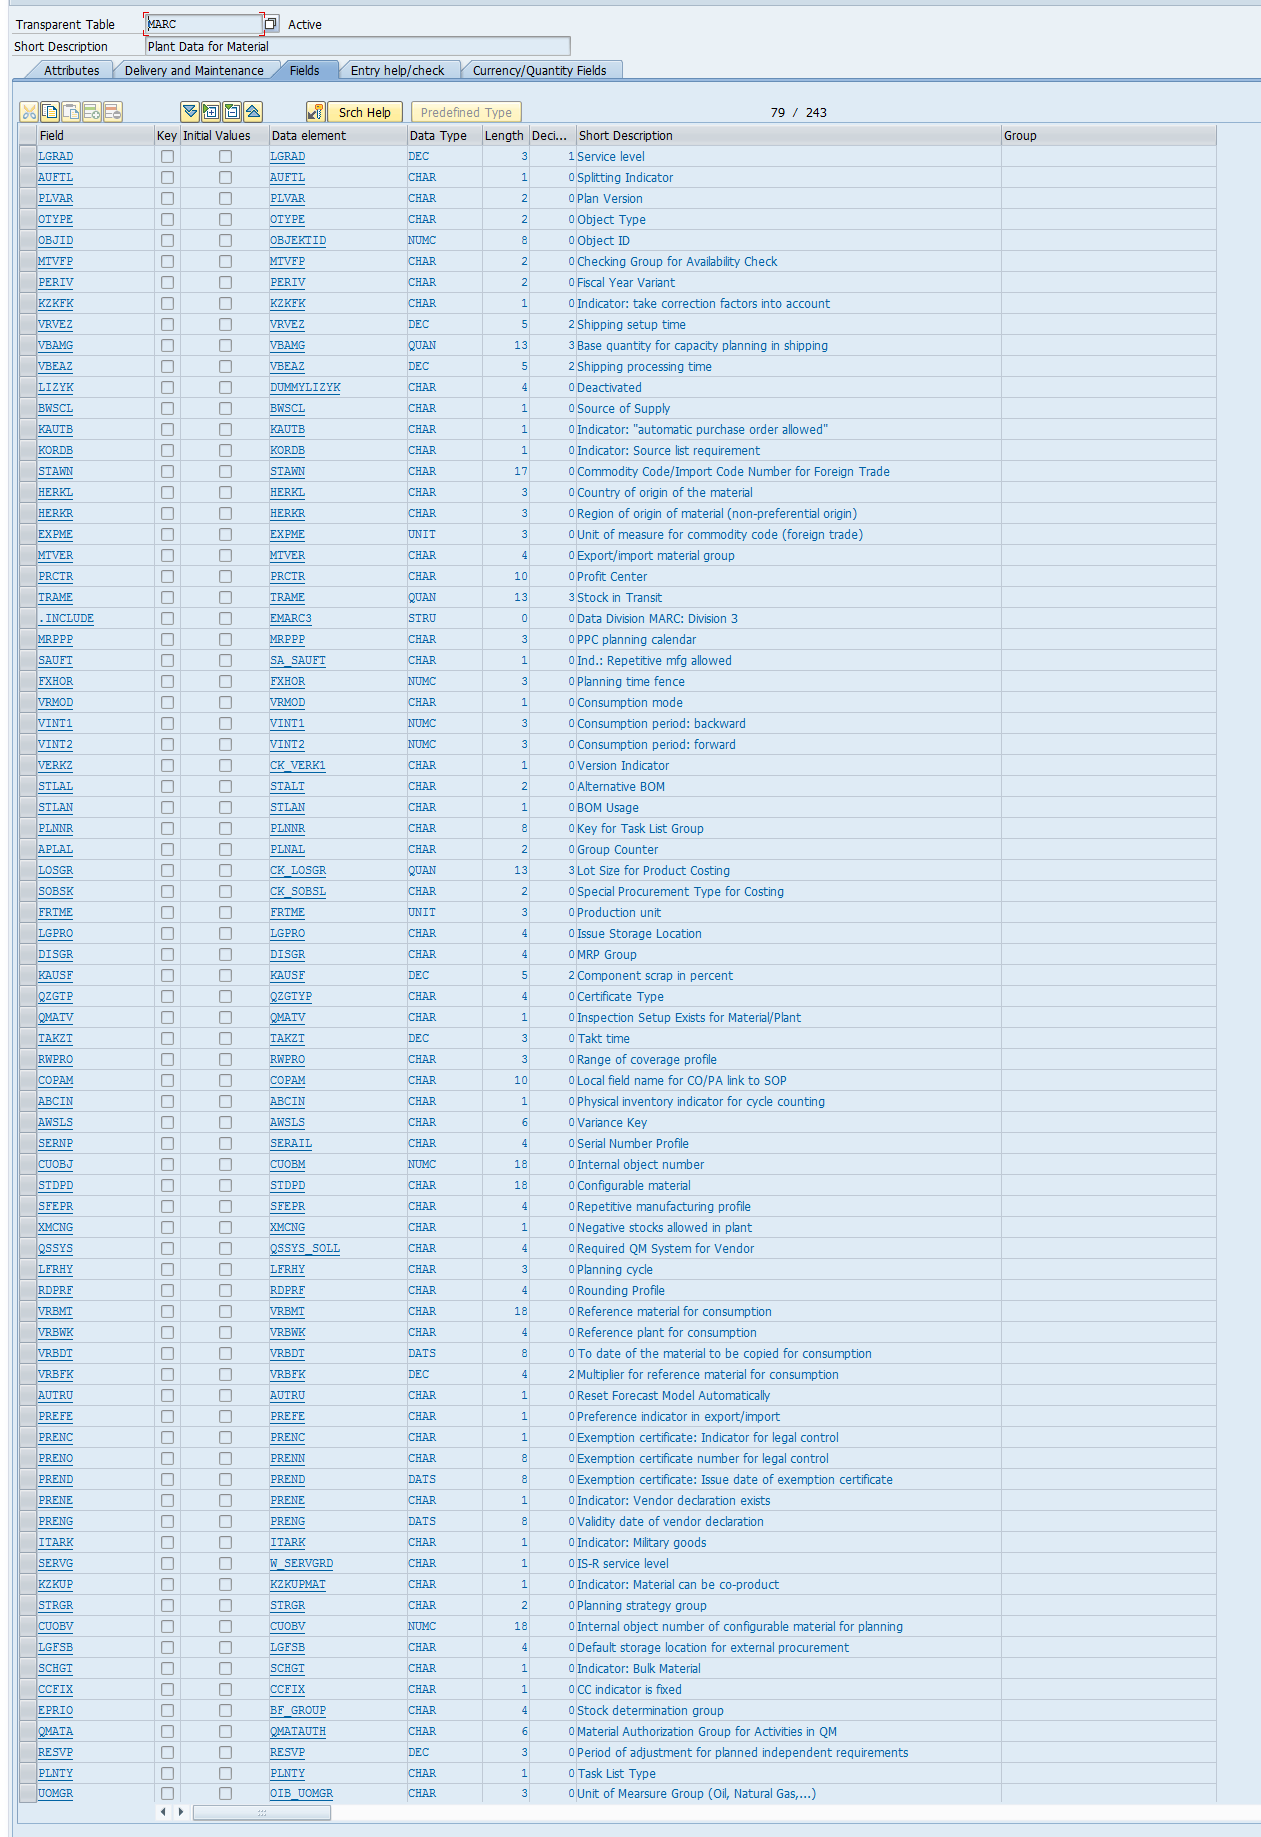 Transparent Table MARC Active
Short Description Plant Data for Material
Attributes Delivery and Maintenance Fields Entry help/check Currency/Quantity Fields
Srch Help Predefined Type 79 / 243
Field Key Initial Values Data element Data Type Length Deci... Short Description Group
LGRAD LGRAD DEC 3 1 Service level
AUFTL AUFTL CHAR 1 0 Splitting Indicator
PLVAR PLVAR CHAR 2 0 Plan Version
OTYPE OTYPE CHAR 2 0 Object Type
OBJID OBJEKTID NUMC 8 0 Object ID
MTVFP MTVFP CHAR 2 0 Checking Group for Availability Check
PERIV PERIV CHAR 2 0 Fiscal Year Variant
KZKFK KZKFK CHAR 1 0 Indicator: take correction factors into account
VRVEZ VRVEZ DEC 5 2 Shipping setup time
VBAMG VBAMG QUAN 13 3 Base quantity for capacity planning in shipping
VBEAZ VBEAZ DEC 5 2 Shipping processing time
LIZYK DUMMYLIZYK CHAR 4 0 Deactivated
BWSCL BWSCL CHAR 1 0 Source of Supply
KAUTB KAUTB CHAR 1 0 Indicator: "automatic purchase order allowed"
KORDB KORDB CHAR 1 0 Indicator: Source list requirement
STAWN STAWN CHAR 17 0 Commodity Code/Import Code Number for Foreign Trade
HERKL HERKL CHAR 3 0 Country of origin of the material
HERKR HERKR CHAR 3 0 Region of origin of material (non-preferential origin)
EXPME EXPME UNIT 3 0 Unit of measure for commodity code (foreign trade)
MTVER MTVER CHAR 4 0 Export/import material group
PRCTR PRCTR CHAR 10 0 Profit Center
TRAME TRAME QUAN 13 3 Stock in Transit
.INCLUDE EMARC3 STRU 0 0 Data Division MARC: Division 3
MRPPP MRPPP CHAR 3 0 PPC planning calendar
SAUFT SA_SAUFT CHAR 1 0 Ind.: Repetitive mfg allowed
FXHOR FXHOR NUMC 3 0 Planning time fence
VRMOD VRMOD CHAR 1 0 Consumption mode
VINT1 VINT1 NUMC 3 0 Consumption period: backward
VINT2 VINT2 NUMC 3 0 Consumption period: forward
VERKZ CK_VERK1 CHAR 1 0 Version Indicator
STLAL STALT CHAR 2 0 Alternative BOM
STLAN STLAN CHAR 1 0 BOM Usage
PLNNR PLNNR CHAR 8 0 Key for Task List Group
APLAL PLNAL CHAR 2 0 Group Counter
LOSGR CK_LOSGR QUAN 13 3 Lot Size for Product Costing
SOBSK CK_SOBSL CHAR 2 0 Special Procurement Type for Costing
FRTME FRTME UNIT 3 0 Production unit
LGPRO LGPRO CHAR 4 0 Issue Storage Location
DISGR DISGR CHAR 4 0 MRP Group
KAUSF KAUSF DEC 5 2 Component scrap in percent
QZGTP QZGTYP CHAR 4 0 Certificate Type
QMATV QMATV CHAR 1 0 Inspection Setup Exists for Material/Plant
TAKZT TAKZT DEC 3 0 Takt time
RWPRO RWPRO CHAR 3 0 Range of coverage profile
COPAM COPAM CHAR 10 0 Local field name for CO/PA link to SOP
ABCIN ABCIN CHAR 1 0 Physical inventory indicator for cycle counting
AWSLS AWSLS CHAR 6 0 Variance Key
SERNP SERAIL CHAR 4 0 Serial Number Profile
CUOBJ CUOBM NUMC 18 0 Internal object number
STDPD STDPD CHAR 18 0 Configurable material
SFEPR SFEPR CHAR 4 0 Repetitive manufacturing profile
XMCNG XMCNG CHAR 1 0 Negative stocks allowed in plant
QSSYS QSSYS_SOLL CHAR 4 0 Required QM System for Vendor
LFRHY LFRHY CHAR 3 0 Planning cycle
RDPRF RDPRF CHAR 4 0 Rounding Profile
VRBMT VRBMT CHAR 18 0 Reference material for consumption
VRBWK VRBWK CHAR 4 0 Reference plant for consumption
VRBDT VRBDT DATS 8 0 To date of the material to be copied for consumption
VRBFK VRBFK DEC 4 2 Multiplier for reference material for consumption
AUTRU AUTRU CHAR 1 0 Reset Forecast Model Automatically
PREFE PREFE CHAR 1 0 Preference indicator in export/import
PRENC PRENC CHAR 1 0 Exemption certificate: Indicator for legal control
PRENO PRENN CHAR 8 0 Exemption certificate number for legal control
PREND PREND DATS 8 0 Exemption certificate: Issue date of exemption certificate
PRENE PRENE CHAR 1 0 Indicator: Vendor declaration exists
PRENG PRENG DATS 8 0 Validity date of vendor declaration
ITARK ITARK CHAR 1 0 Indicator: Military goods
SERVG W_SERVGRD CHAR 1 0 IS-R service level
KZKUP KZKUPMAT CHAR 1 0 Indicator: Material can be co-product
STRGR STRGR CHAR 2 0 Planning strategy group
CUOBV CUOBV NUMC 18 0 Internal object number of configurable material for planning
LGFSB LGFSB CHAR 4 0 Default storage location for external procurement
SCHGT SCHGT CHAR 1 0 Indicator: Bulk Material
CCFIX CCFIX CHAR 1 0 CC indicator is fixed
EPRIO BF_GROUP CHAR 4 0 Stock determination group
QMATA QMATAUTH CHAR 6 0 Material Authorization Group for Activities in QM
RESVP RESVP DEC 3 0 Period of adjustment for planned independent requirements
PLNTY PLNTY CHAR 1 0 Task List Type
UOMGR OIB_UOMGR CHAR 3 0 Unit of Mearsure Group (Oil, Natural Gas,...)